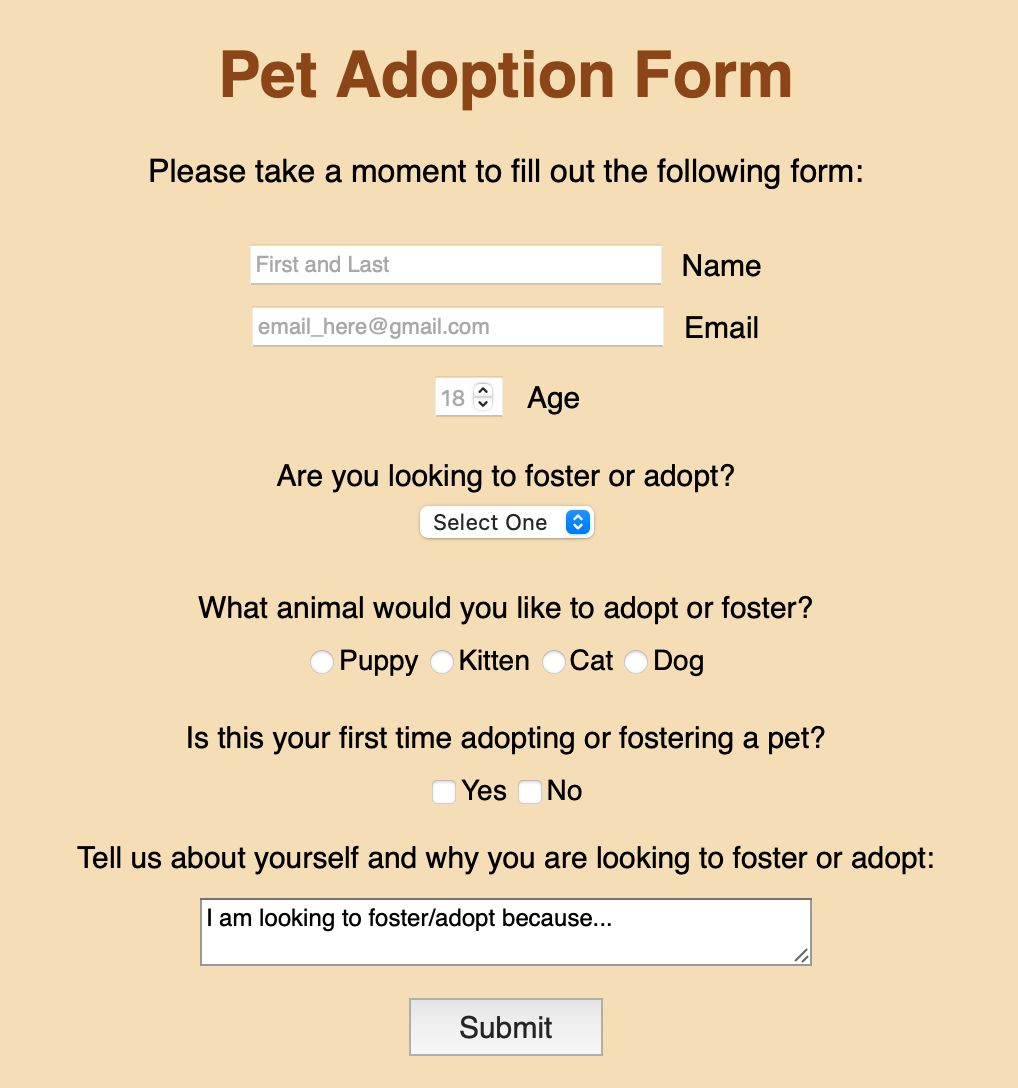 Pet Adoption Form
Please take a moment to fill out the following form:
First and Last Name
email_here@gmail.com Email
18 Age
Are you looking to foster or adopt?
Select One
What animal would you like to adopt or foster?
Puppy Kitten Cat Dog
Is this your first time adopting or fostering a pet?
Yes No
Tell us about yourself and why you are looking to foster or adopt:
I am looking to foster/adopt because...
Submit